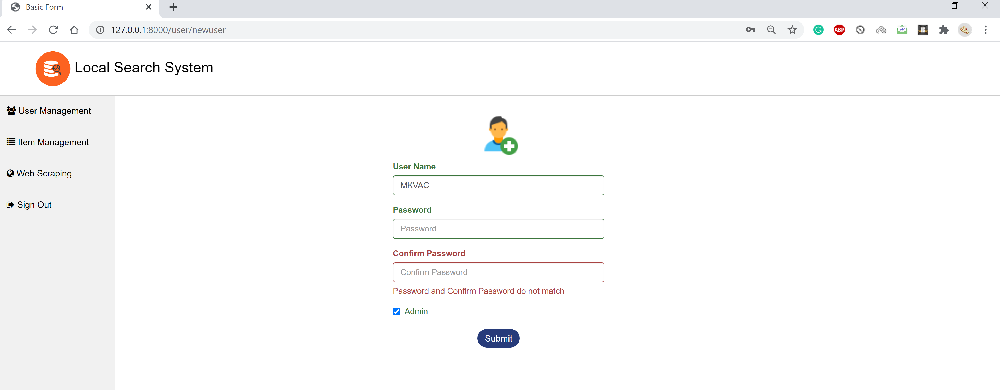 Basic Form
127.0.0.1:8000/user/newuser
ABP
Local Search System
User Management
Item Management
Web Scraping
Sign Out
User Name
MKVAC
Password
Password
Confirm Password
Confirm Password
Password and Confirm Password do not match
Admin
Submit